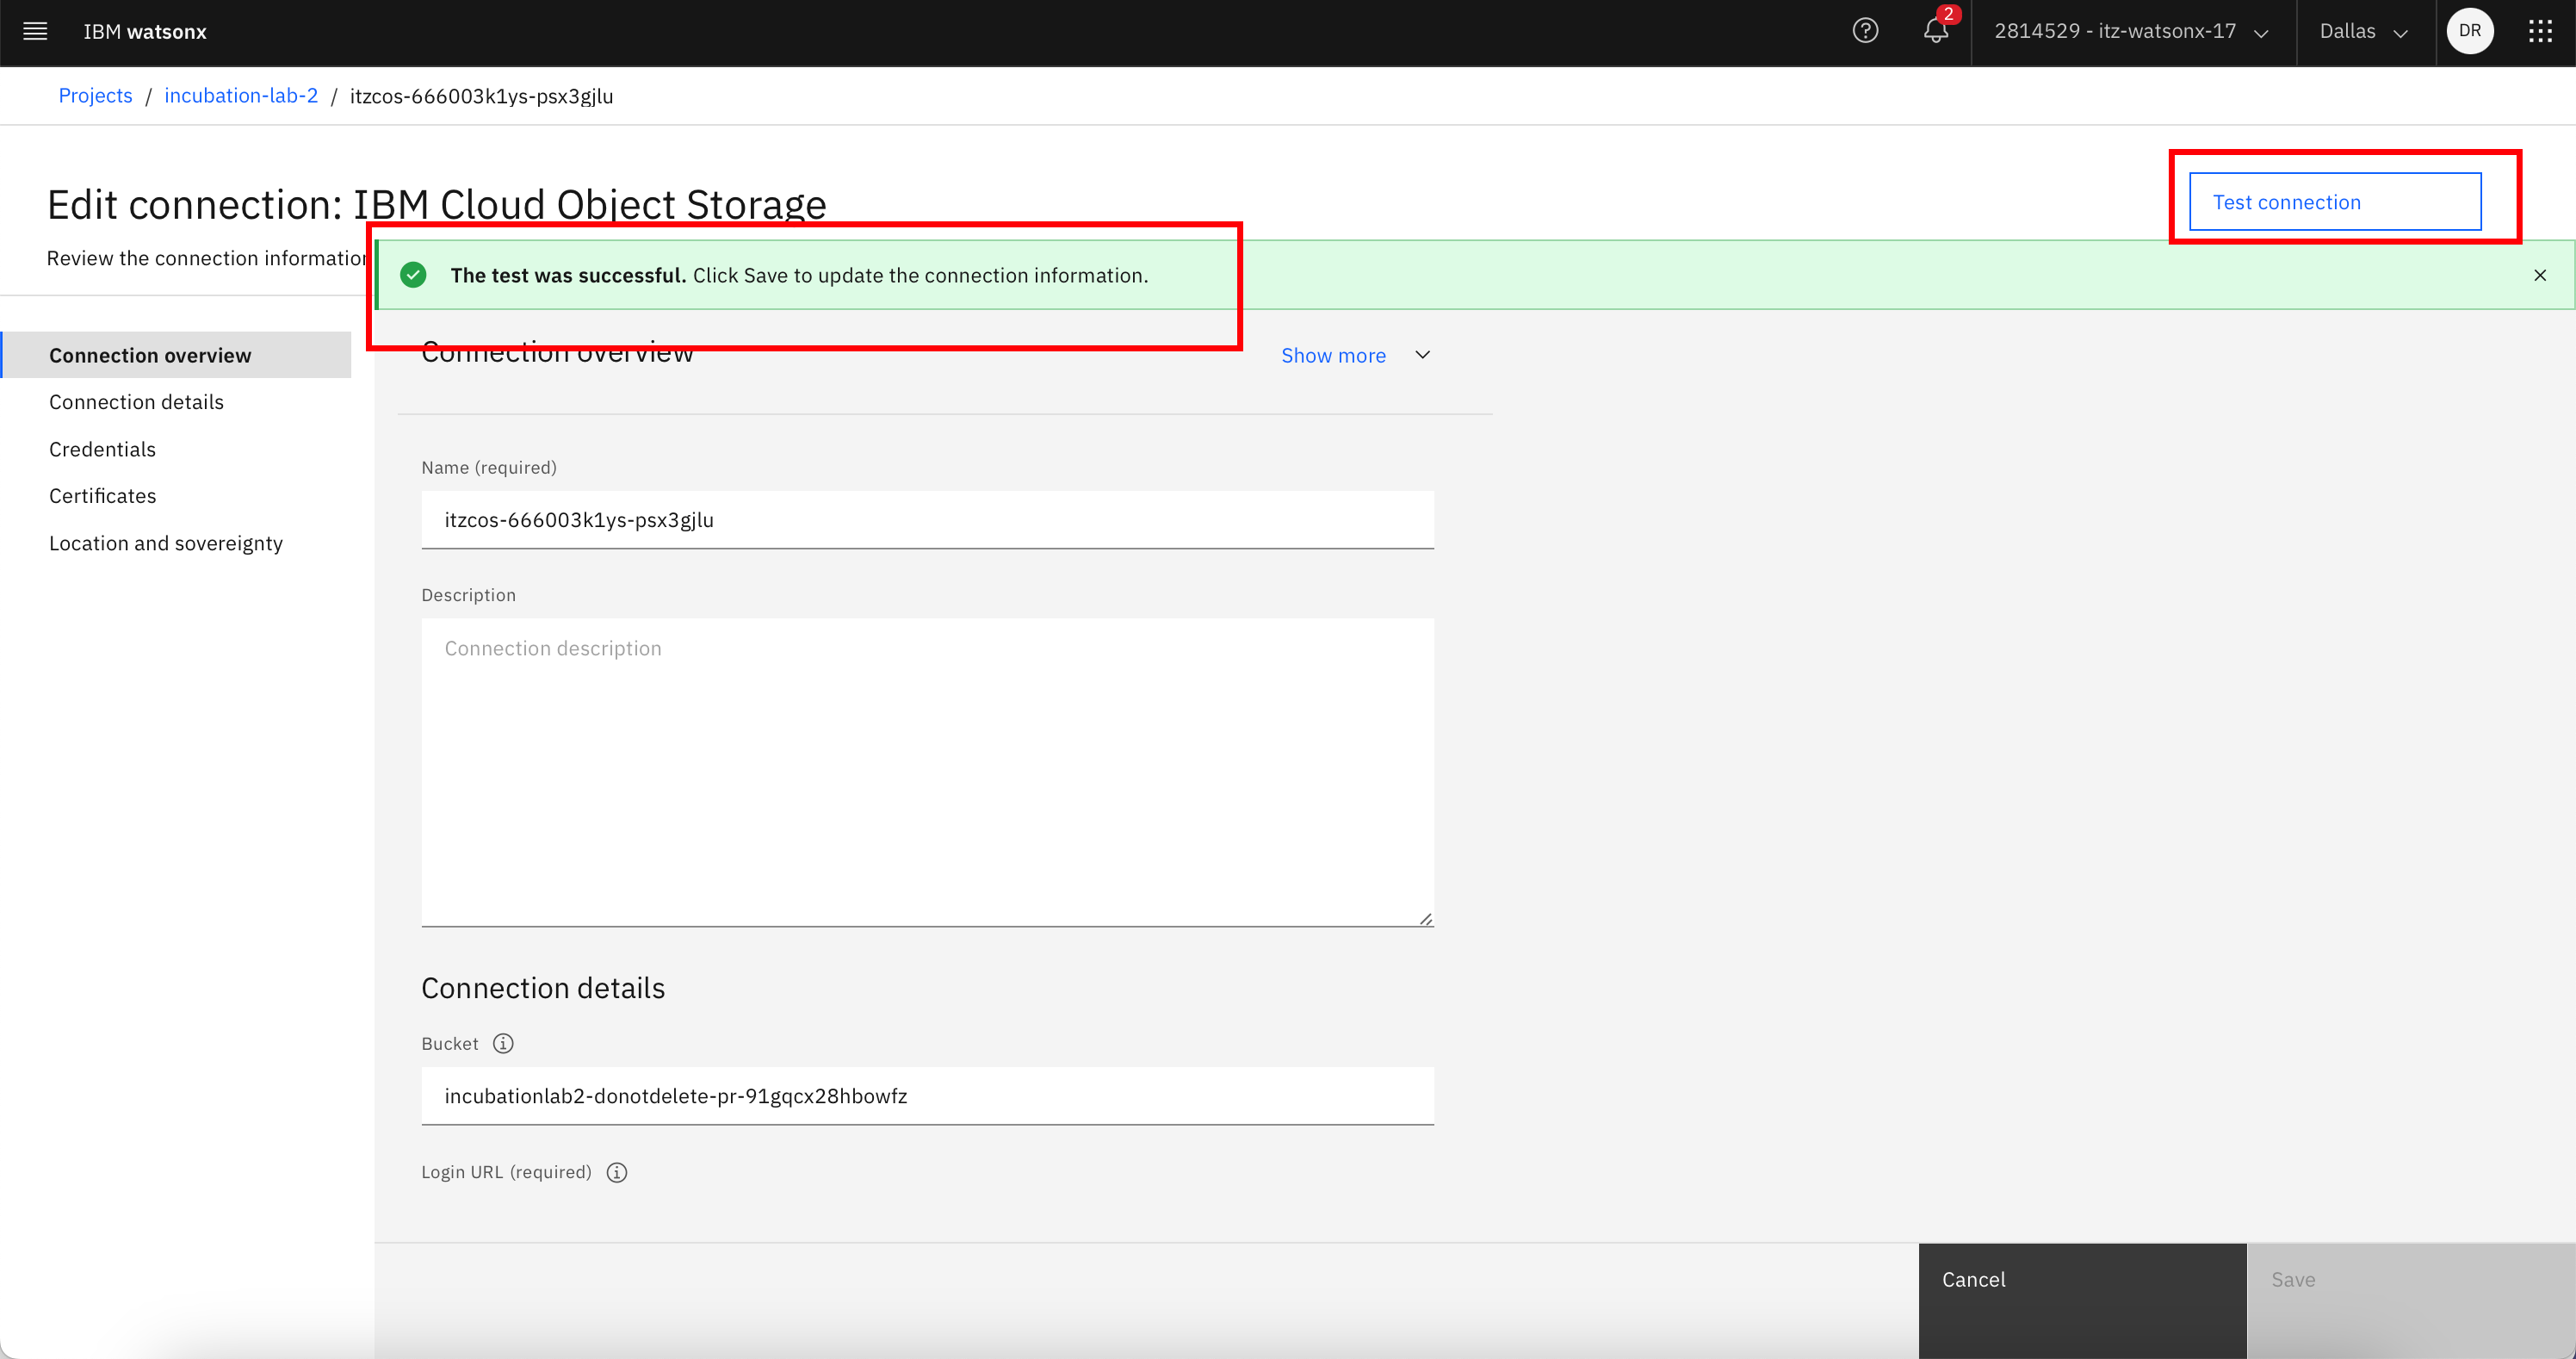 IBM watsonx
2
2814529 - itz-watsonx-17
Dallas
DR
Projects / incubation-lab-2 / itzcos-666003k1ys-psx3gjlu
Edit connection: IBM Cloud Object Storage
Test connection
Review the connection information
The test was successful. Click Save to update the connection information.
Connection overview
Connection details
Credentials
Certificates
Location and sovereignty
Connection overview
Show more
Name (required)
itzcos-666003k1ys-psx3gjlu
Description
Connection description
Connection details
Bucket
incubationlab2-donotdelete-pr-91gqcx28hbowfz
Login URL (required)
Cancel
Save